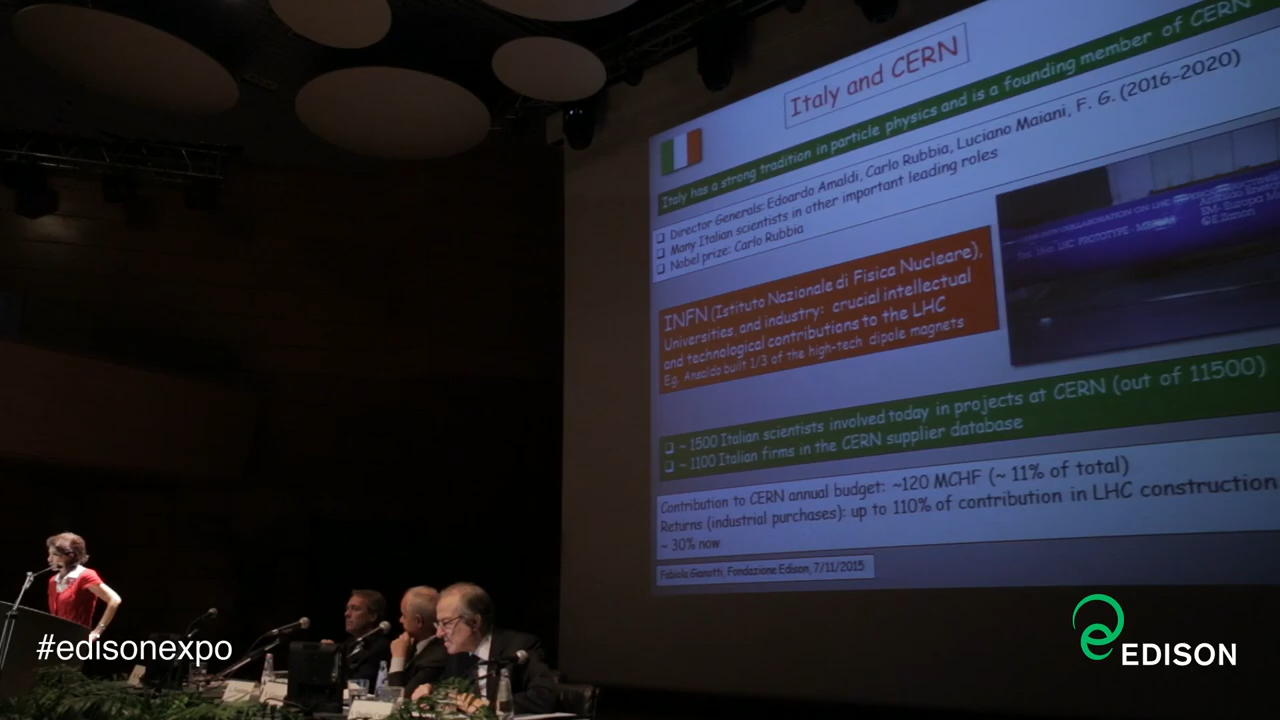 Italy and CERN
Italy has a strong tradition in particle physics and is a founding member of CERN
❑ Director Generals: Edoardo Amaldi, Carlo Rubbia, Luciano Maiani, F. G. (2016-2020)
❑ Many Italian scientists in other important leading roles
❑ Nobel prize: Carlo Rubbia
INFN (Istituto Nazionale di Fisica Nucleare),
Universities, and industry: crucial intellectual
and technological contributions to the LHC
E.g. Ansaldo built 1/3 of the high-tech dipole magnets
COLLABORATION ON LHC
LHC PROTOTYPE
Europa
❑ ~ 1500 Italian scientists involved today in projects at CERN (out of 11500)
❑ ~ 1100 Italian firms in the CERN supplier database
Contribution to CERN annual budget: ~120 MCHF (~ 11% of total)
Returns (industrial purchases): up to 110% of contribution in LHC construction
~ 30% now
Fabiola Gianotti, Fondazione Edison, 7/11/2015
#edisonexpo
EDISON